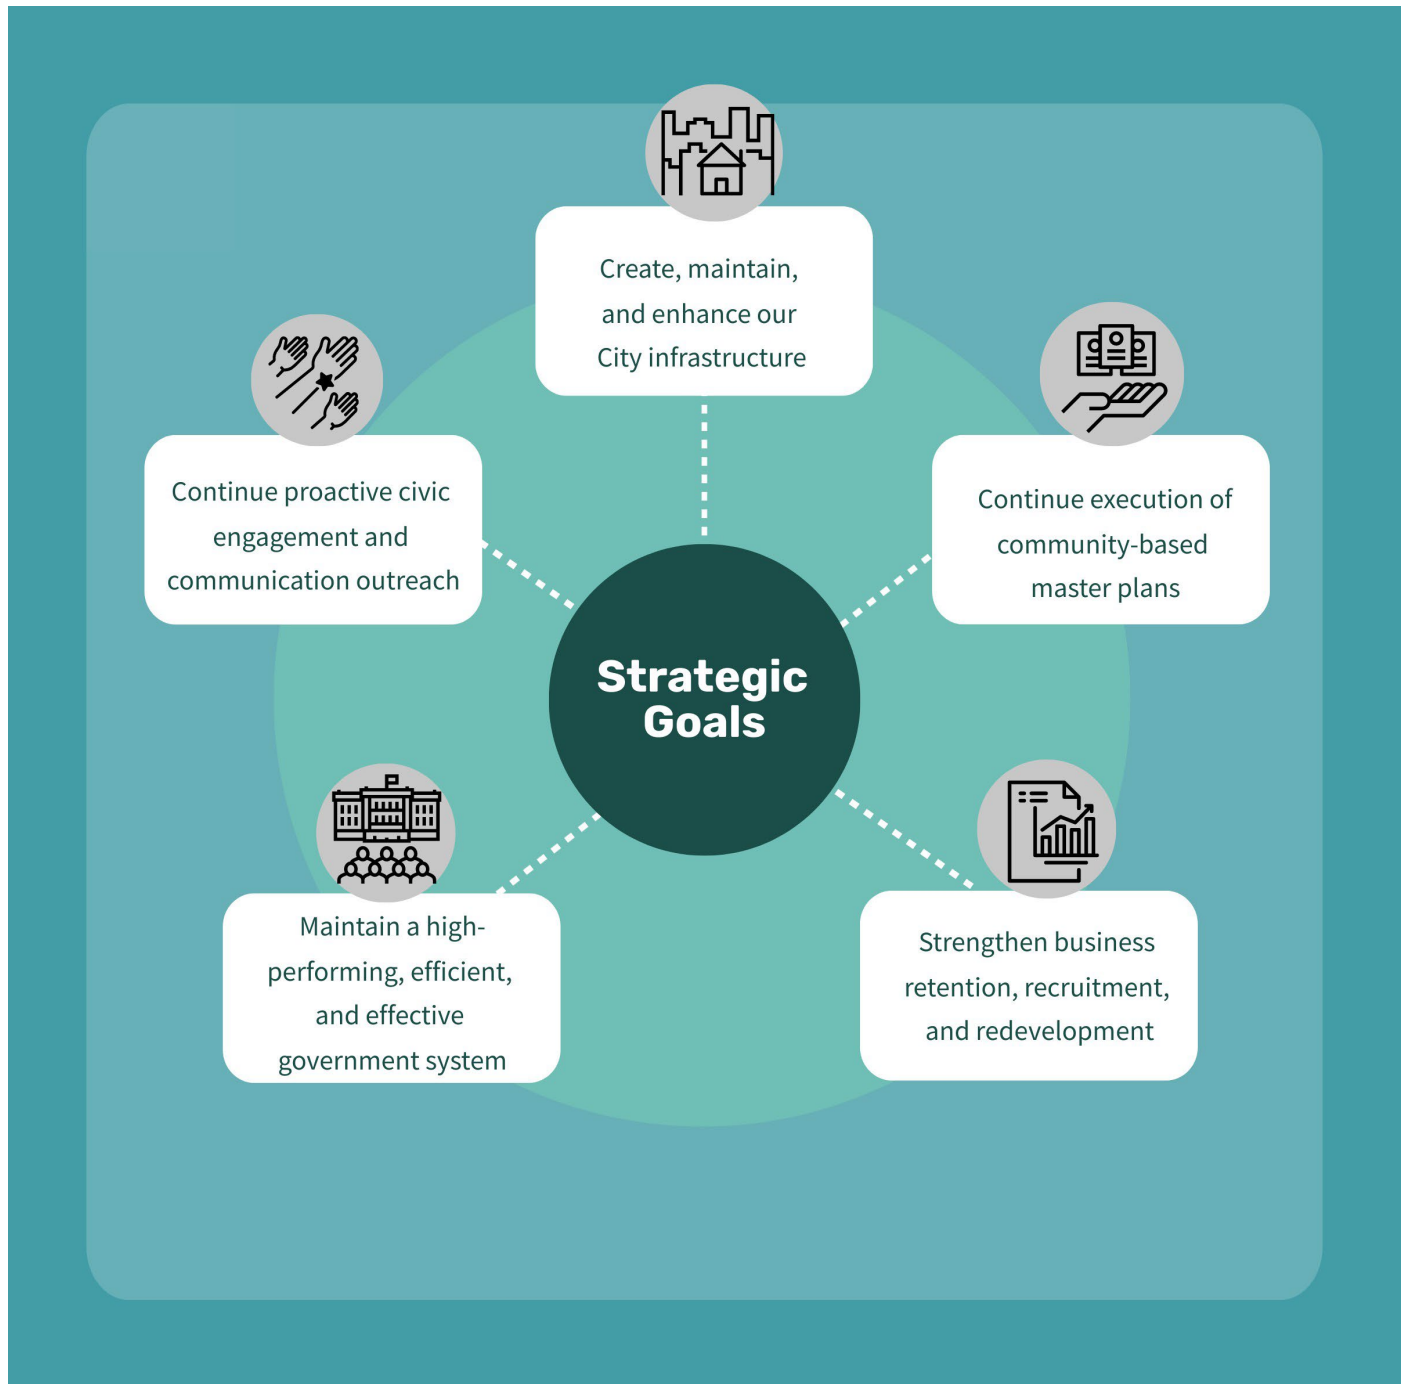 Create, maintain,
and enhance our
City infrastructure
Continue proactive civic
engagement and
communication outreach
Continue execution of
community-based
master plans
Strategic
Goals
Maintain a high-
performing, efficient,
and effective
government system
Strengthen business
retention, recruitment,
and redevelopment